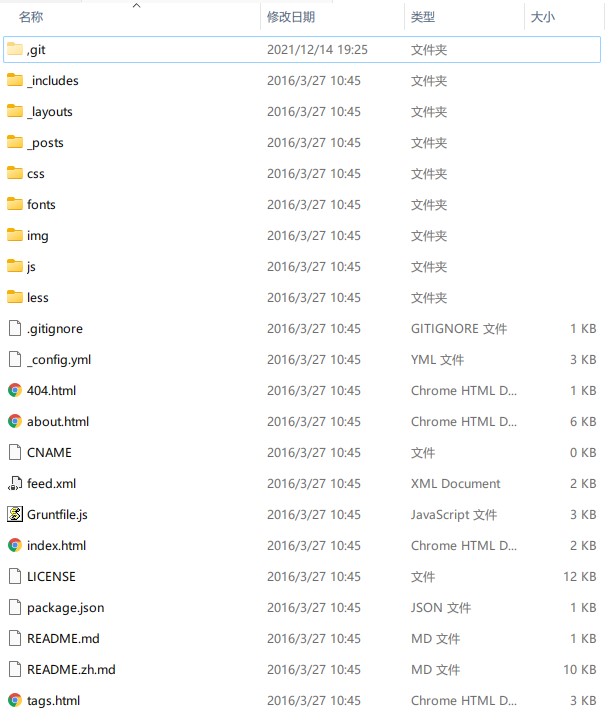 名称 修改日期 类型 大小
,git 2021/12/14 19:25 文件夹
_includes 2016/3/27 10:45 文件夹
_layouts 2016/3/27 10:45 文件夹
_posts 2016/3/27 10:45 文件夹
css 2016/3/27 10:45 文件夹
fonts 2016/3/27 10:45 文件夹
img 2016/3/27 10:45 文件夹
js 2016/3/27 10:45 文件夹
less 2016/3/27 10:45 文件夹
.gitignore 2016/3/27 10:45 GITIGNORE 文件 1 KB
_config.yml 2016/3/27 10:45 YML 文件 3 KB
404.html 2016/3/27 10:45 Chrome HTML D... 1 KB
about.html 2016/3/27 10:45 Chrome HTML D... 6 KB
CNAME 2016/3/27 10:45 文件 0 KB
feed.xml 2016/3/27 10:45 XML Document 2 KB
Gruntfile.js 2016/3/27 10:45 JavaScript 文件 3 KB
index.html 2016/3/27 10:45 Chrome HTML D... 2 KB
LICENSE 2016/3/27 10:45 文件 12 KB
package.json 2016/3/27 10:45 JSON 文件 1 KB
README.md 2016/3/27 10:45 MD 文件 1 KB
README.zh.md 2016/3/27 10:45 MD 文件 10 KB
tags.html 2016/3/27 10:45 Chrome HTML D... 3 KB